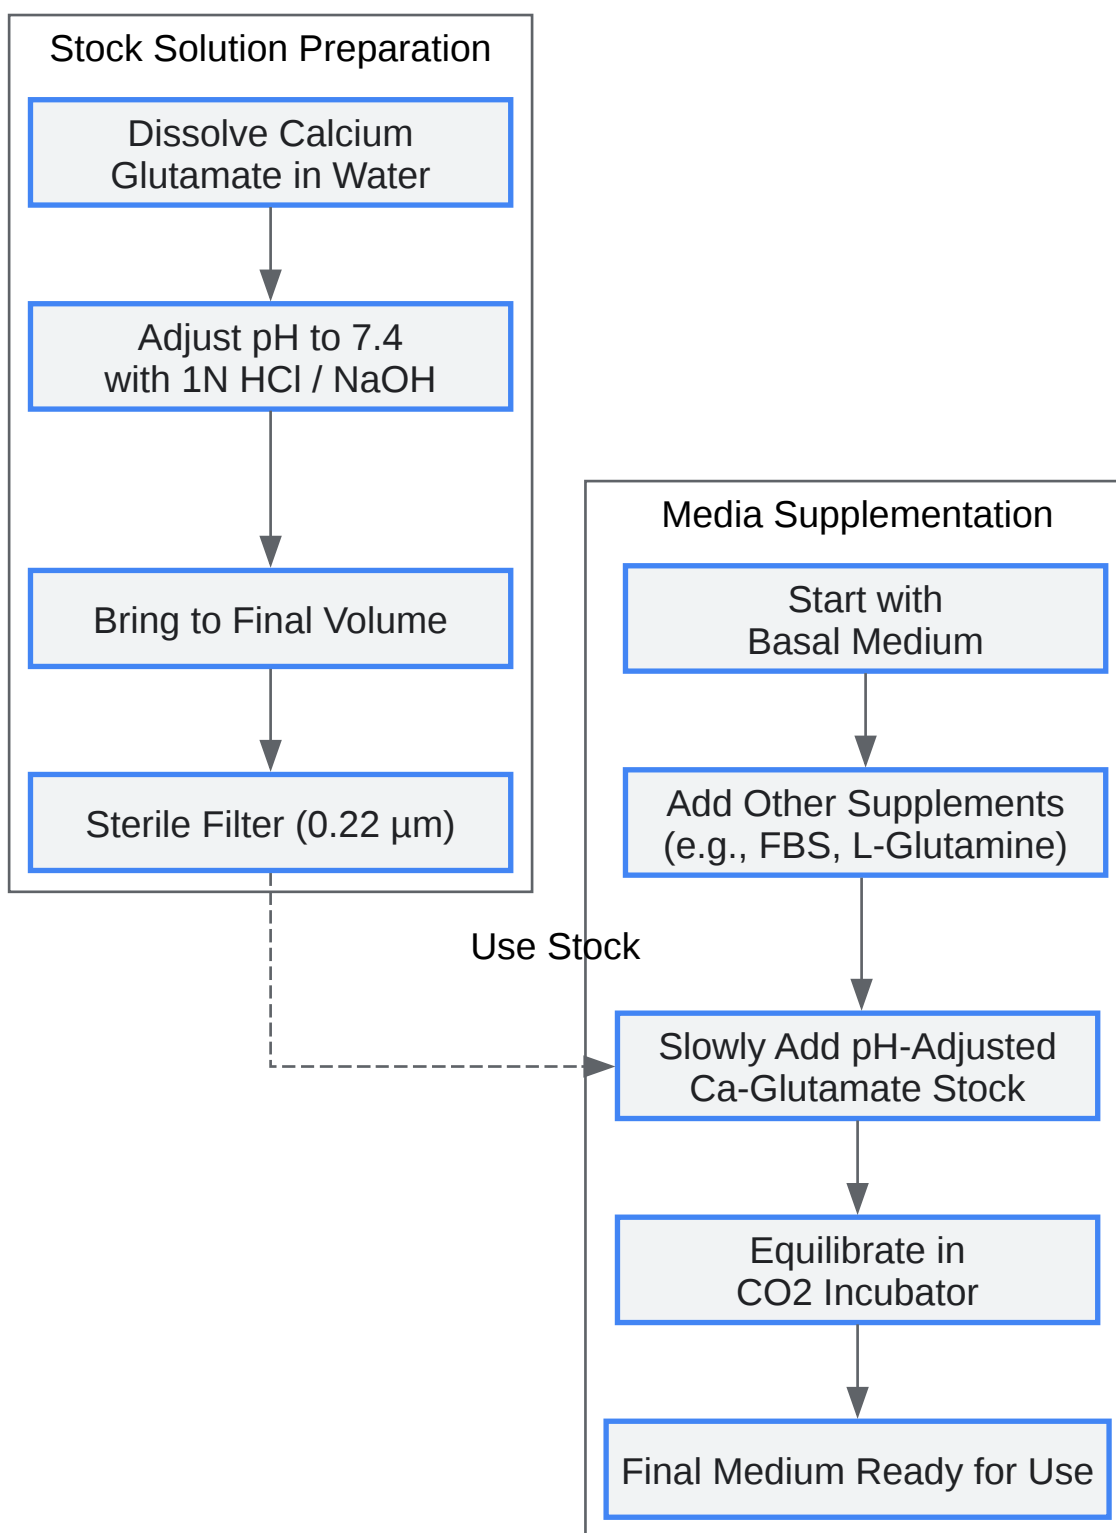 Stock Solution Preparation
Dissolve Calcium
Glutamate in Water
Adjust pH to 7.4
with 1N HCl / NaOH
Bring to Final Volume
Sterile Filter (0.22 µm)
Use Stock
Media Supplementation
Start with
Basal Medium
Add Other Supplements
(e.g., FBS, L-Glutamine)
Slowly Add pH-Adjusted
Ca-Glutamate Stock
Equilibrate in
CO2 Incubator
Final Medium Ready for Use